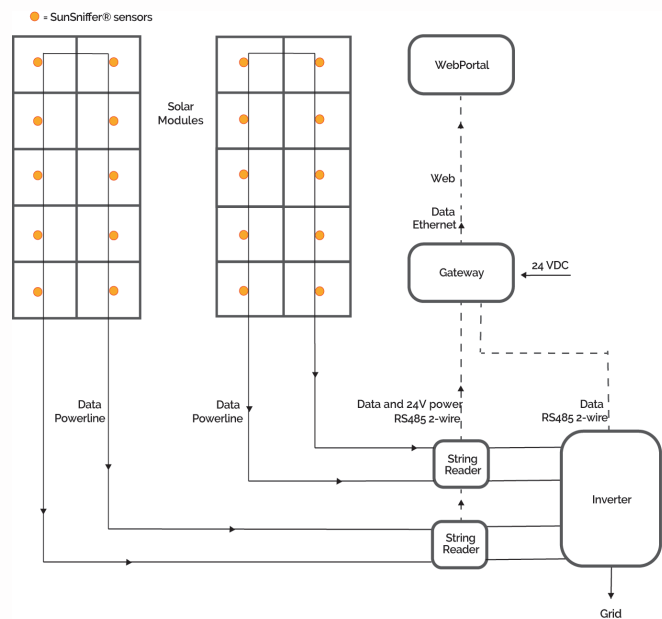 = SunSniffer® sensors
WebPortal
Solar
Modules
Web
Data
Ethernet
Gateway
24 VDC
Data
Powerline
Data
Powerline
Data and 24V power
RS485 2-wire
Data
RS485 2-wire
String
Reader
Inverter
String
Reader
Grid